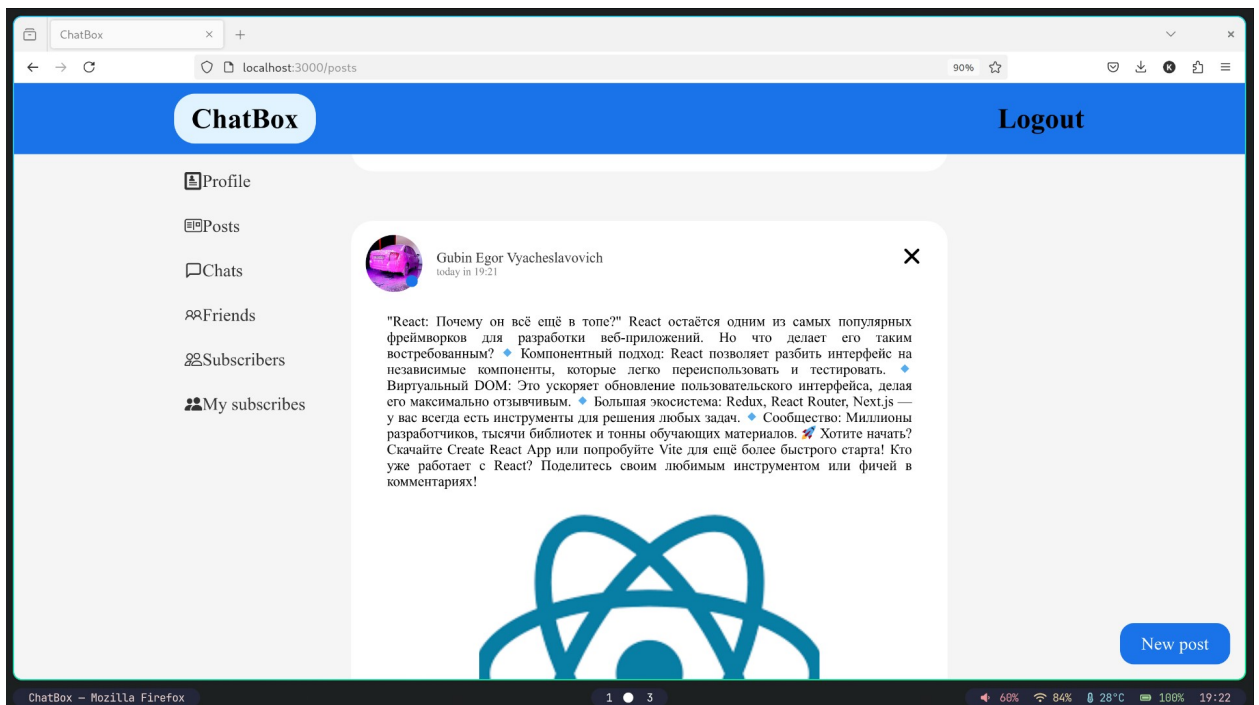 ChatBox
localhost:3000/posts
90%
K
ChatBox
Logout
Profile
Posts
Chats
Friends
Subscribers
My subscribes
Gubin Egor Vyacheslavovich
today in 19:21
"React: Почему он всё ещё в топе?" React остаётся одним из самых популярных
фреймворков для разработки веб-приложений. Но что делает его таким
востребованным? 🔹 Компонентный подход: React позволяет разбить интерфейс на
независимые компоненты, которые легко переиспользовать и тестировать. 🔹
Виртуальный DOM: Это ускоряет обновление пользовательского интерфейса, делая
его максимально отзывчивым. 🔹 Большая экосистема: Redux, React Router, Next.js —
у вас всегда есть инструменты для решения любых задач. 🔹 Сообщество: Миллионы
разработчиков, тысячи библиотек и тонны обучающих материалов. 🚀 Хотите начать?
Скачайте Create React App или попробуйте Vite для ещё более быстрого старта! Кто
уже работает с React? Поделитесь своим любимым инструментом или фичей в
комментариях!
New post
ChatBox — Mozilla Firefox
1 3
60% 84% 28°C 100% 19:22